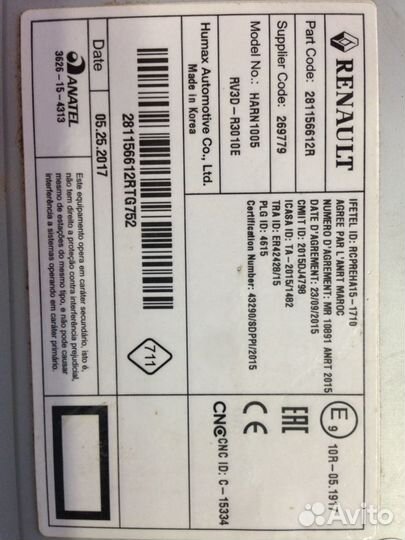 RENAULT
Part Code: 281156612R
Supplier Code: 269779
Model No.: HARN1005
RV3D-R3010E
Humax Automotive Co., Ltd.
Made in Korea
IFETEL ID: RCPREHA15-1710
AGREE PAR L'ANRT MAROC
NUMERO D'AGREMENT: MR 10891 ANRT 2015
DATE D'AGREMENT: 23/09/2015
CMIIT ID: 2015DJ4798
ICASA ID: TA-2015/1482
TRA ID: ER42428/15
PLG ID: 4615
Certification Number: 43290/SDPPI/2015
E9
10R-05.1917
EAC
CE
CNC CNC ID: C-15334
Date
05.25.2017
281156612RTG752
711
ANATEL
3626-15-4313
Este equipamento opera em caráter secundário, isto é,
não tem direito a proteção contra interferência prejudicial,
mesmo de estações do mesmo tipo, e não pode causar
interferência a sistemas operando em caráter primário.
Avito